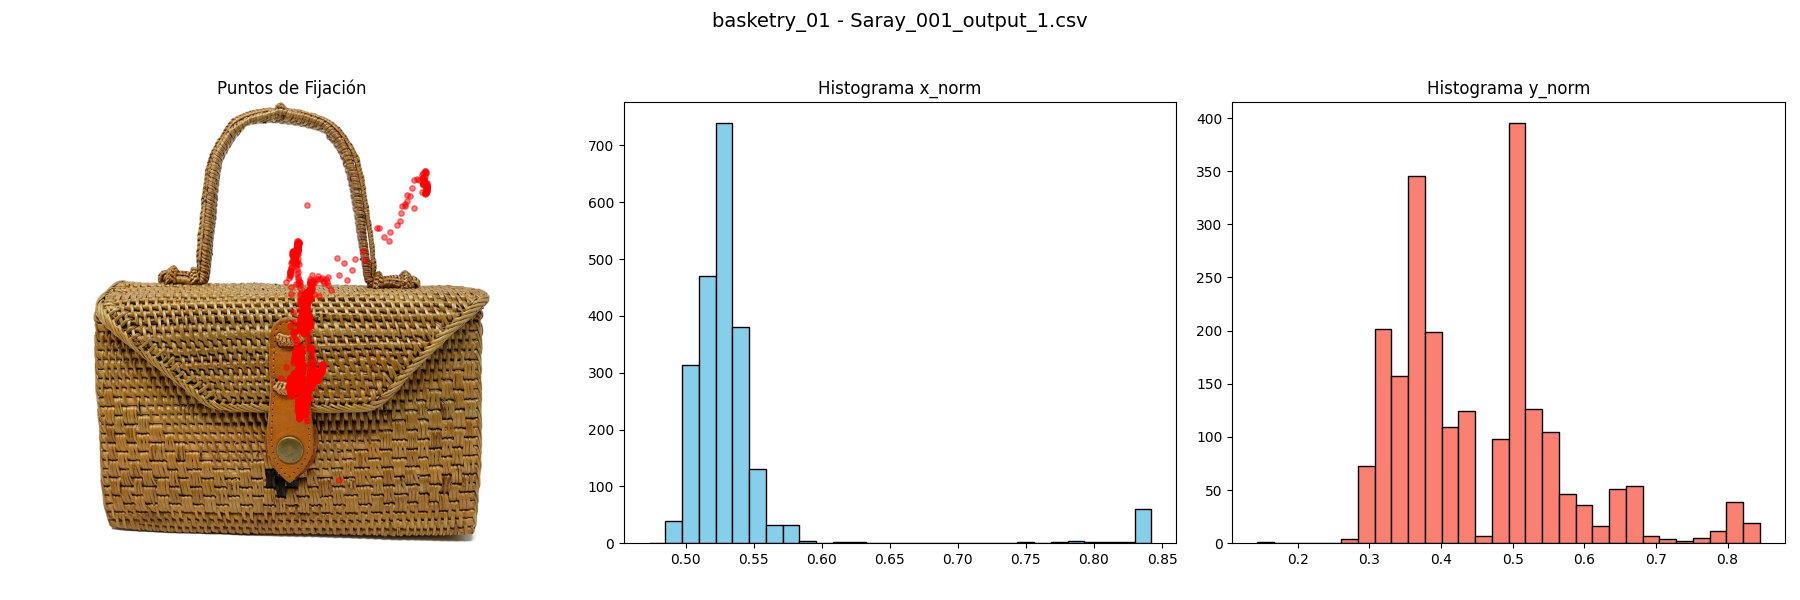 basketry_01 - Saray_001_output_1.csv
Puntos de Fijación
Histograma x_norm
700
600
500
400
300
200
100
0
0.50 0.55 0.60 0.65 0.70 0.75 0.80 0.85
Histograma y_norm
400
350
300
250
200
150
100
50
0
0.2 0.3 0.4 0.5 0.6 0.7 0.8